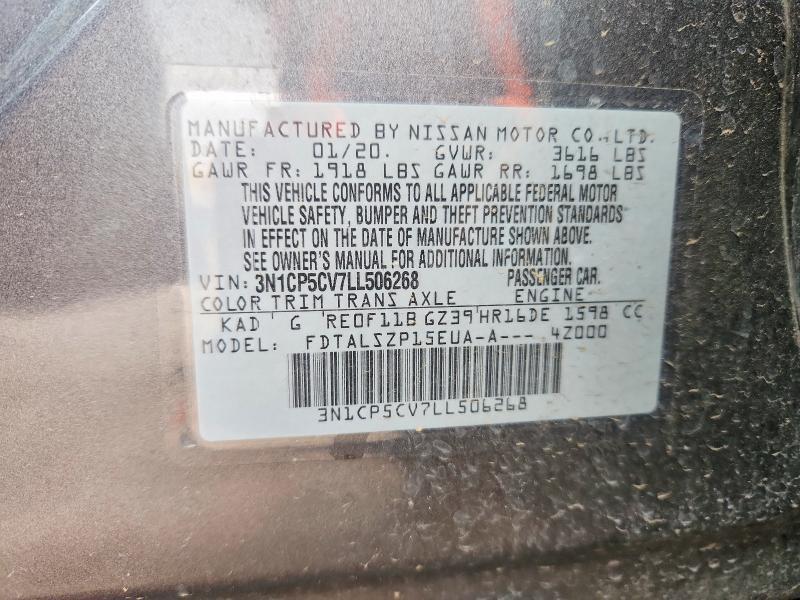 MANUFACTURED BY NISSAN MOTOR CO., LTD.
DATE: 01/20. GVWR: 3616 LBS
GAWR FR: 1918 LBS GAWR RR: 1698 LBS
THIS VEHICLE CONFORMS TO ALL APPLICABLE FEDERAL MOTOR
VEHICLE SAFETY, BUMPER AND THEFT PREVENTION STANDARDS
IN EFFECT ON THE DATE OF MANUFACTURE SHOWN ABOVE.
SEE OWNER'S MANUAL FOR ADDITIONAL INFORMATION.
VIN: 3N1CP5CV7LL506268 PASSENGER CAR.
COLOR TRIM TRANS AXLE ENGINE
KAD G RE0F11B GZ39 HR16DE 1598 CC
MODEL: FDTALSZP15EUA-A--- 4Z000
3N1CP5CV7LL506268